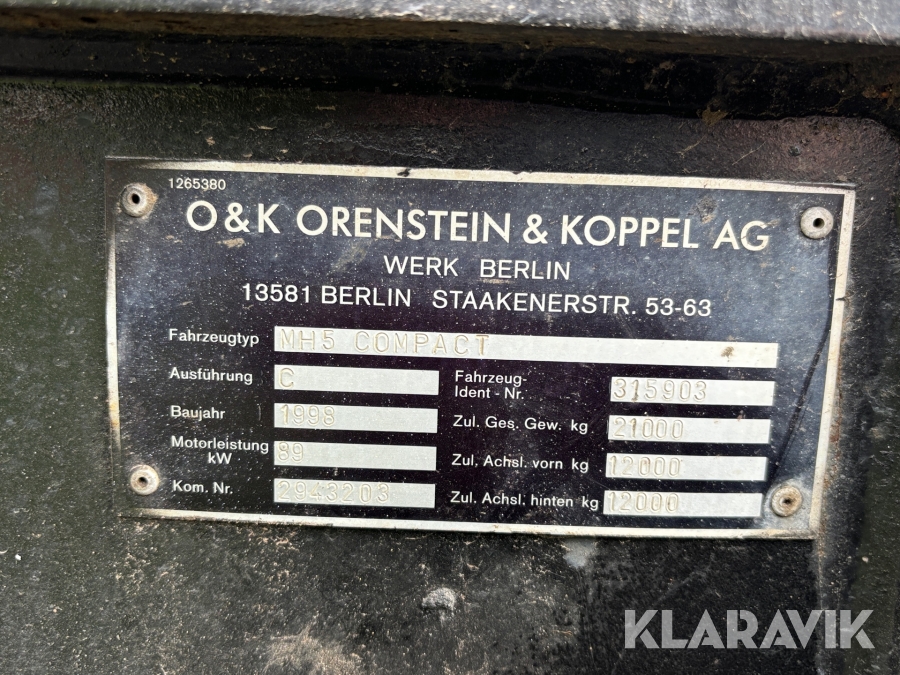 1265380
O&K ORENSTEIN & KOPPEL AG
WERK BERLIN
13581 BERLIN STAAKENERSTR. 53-63
Fahrzeugtyp MH5 COMPACT
Ausführung C
Fahrzeug-
Ident - Nr. 315903
Baujahr 1998
Zul. Ges. Gew. kg 21000
Motorleistung
kW 89
Zul, Achsl. vorn kg 12000
Kom. Nr. 2943203
Zul. Achsl. hinten kg 12000
KLARAVIK